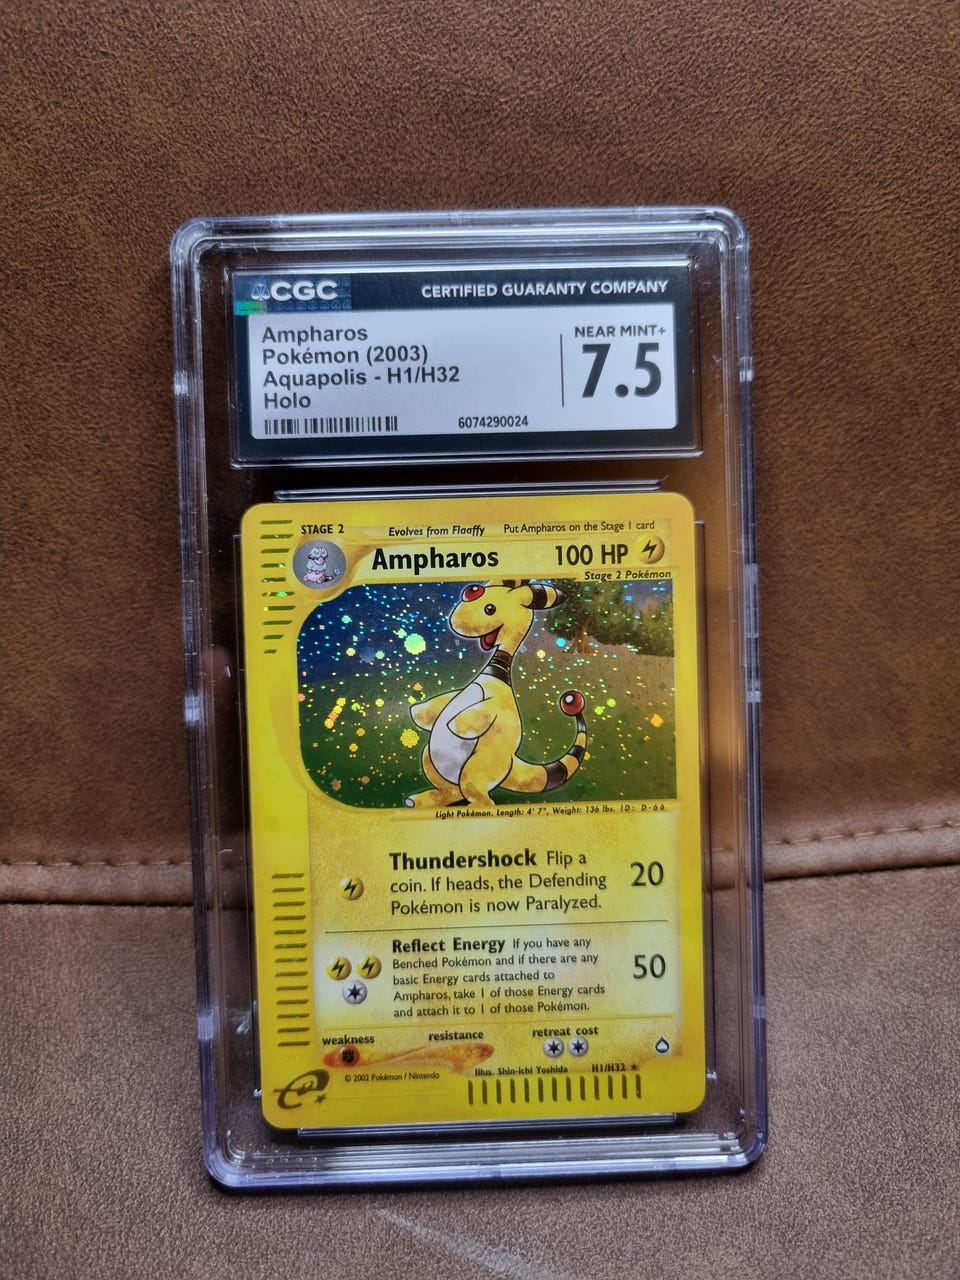 CGC
CERTIFIED GUARANTY COMPANY
Ampharos
Pokémon (2003)
Aquapolis - H1/H32
Holo
NEAR MINT+
7.5
6074290024
STAGE 2
Evolves from Flaaffy
Put Ampharos on the Stage 1 card
Ampharos
100 HP
Stage 2 Pokémon
Light Pokémon. Length: 4' 7", Weight: 136 lbs. ID: D-66
Thundershock Flip a
coin. If heads, the Defending
Pokémon is now Paralyzed.
20
Reflect Energy If you have any
Benched Pokémon and if there are any
basic Energy cards attached to
Ampharos, take 1 of those Energy cards
and attach it to 1 of those Pokémon.
50
weakness
resistance
retreat cost
© 2002 Pokémon / Nintendo
Illus. Shin-ichi Yoshida
H1/H32 ★
e